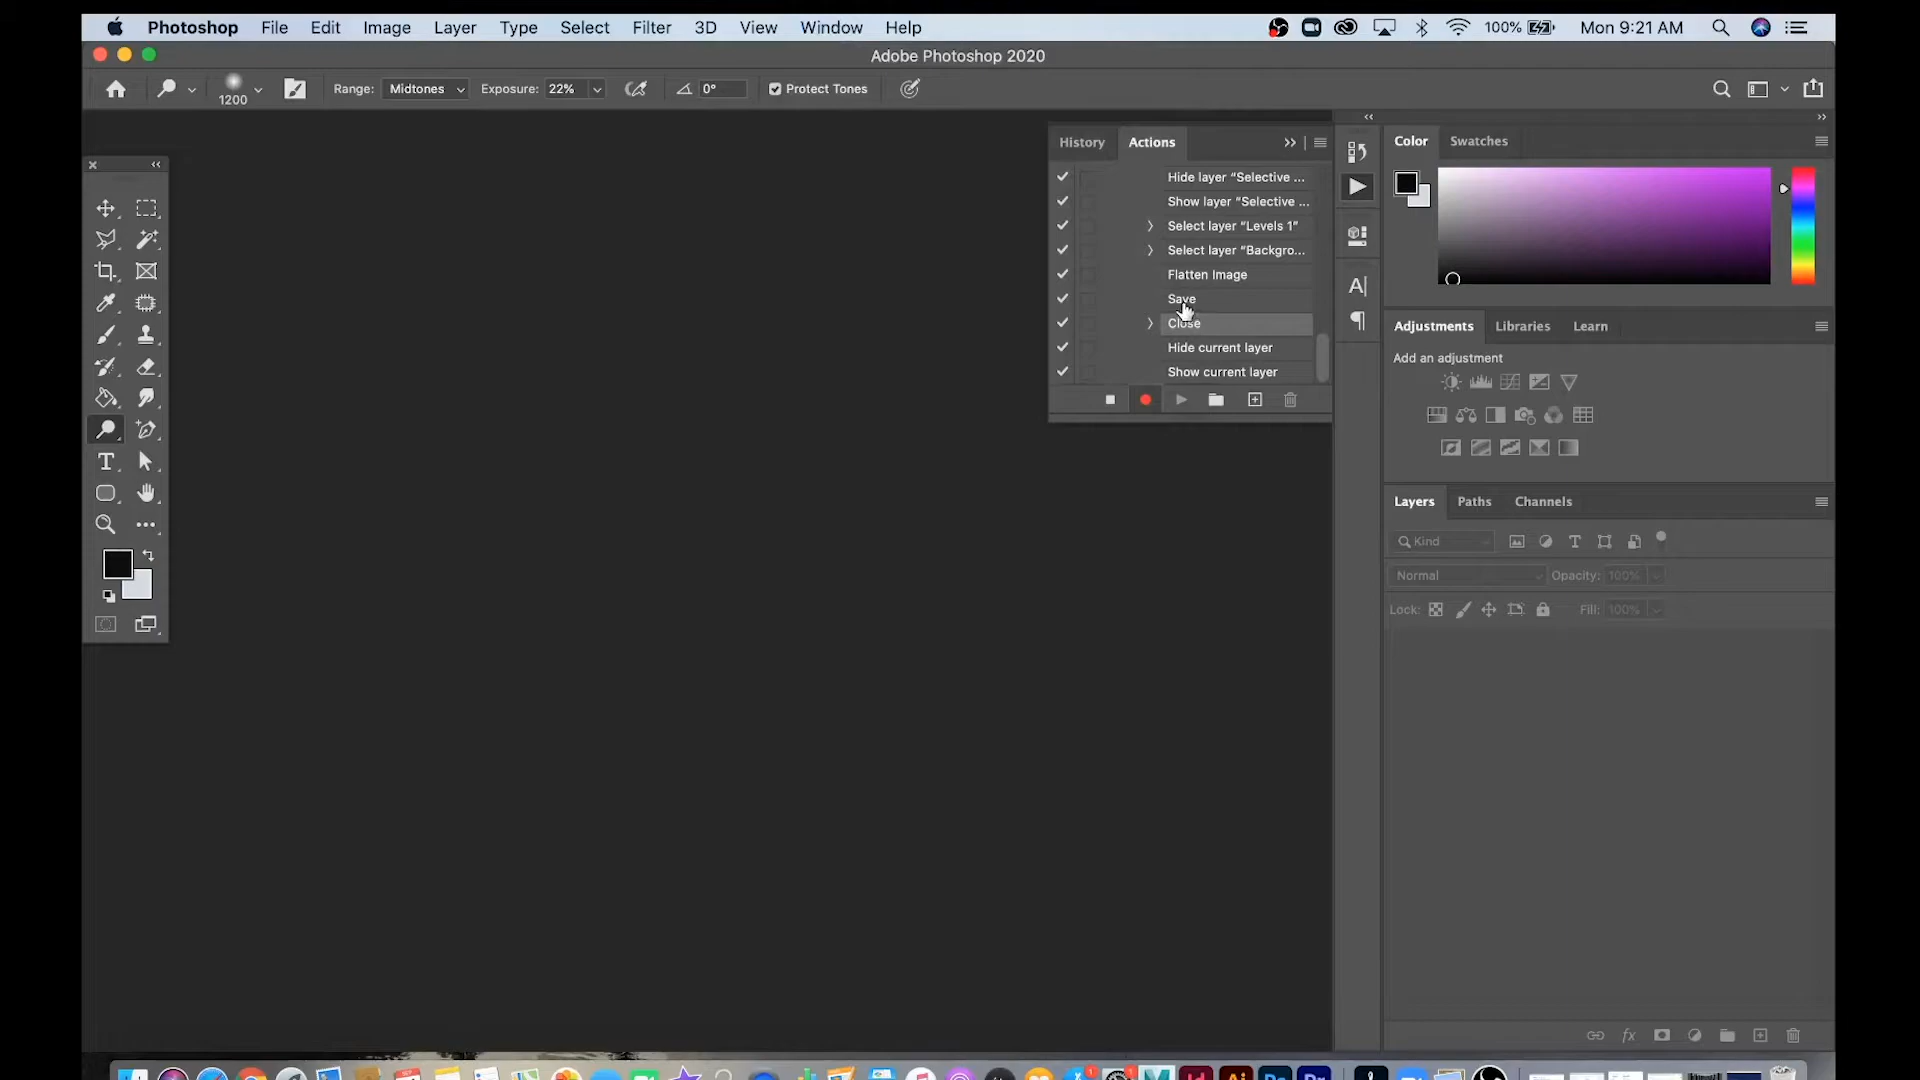 Photoshop File Edit Image Layer Type Select Filter 3D View Window Help 100% Mon 9:21 AM
Adobe Photoshop 2020
1200 Range: Midtones Exposure: 22% 0° Protect Tones
History Actions
Hide layer “Selective ...
Show layer “Selective ...
Select layer “Levels 1”
Select layer “Backgro...
Flatten Image
Save
Close
Hide current layer
Show current layer
Color Swatches
Adjustments Libraries Learn
Add an adjustment
Layers Paths Channels
Kind
Normal Opacity: 100%
Lock: Fill: 100%